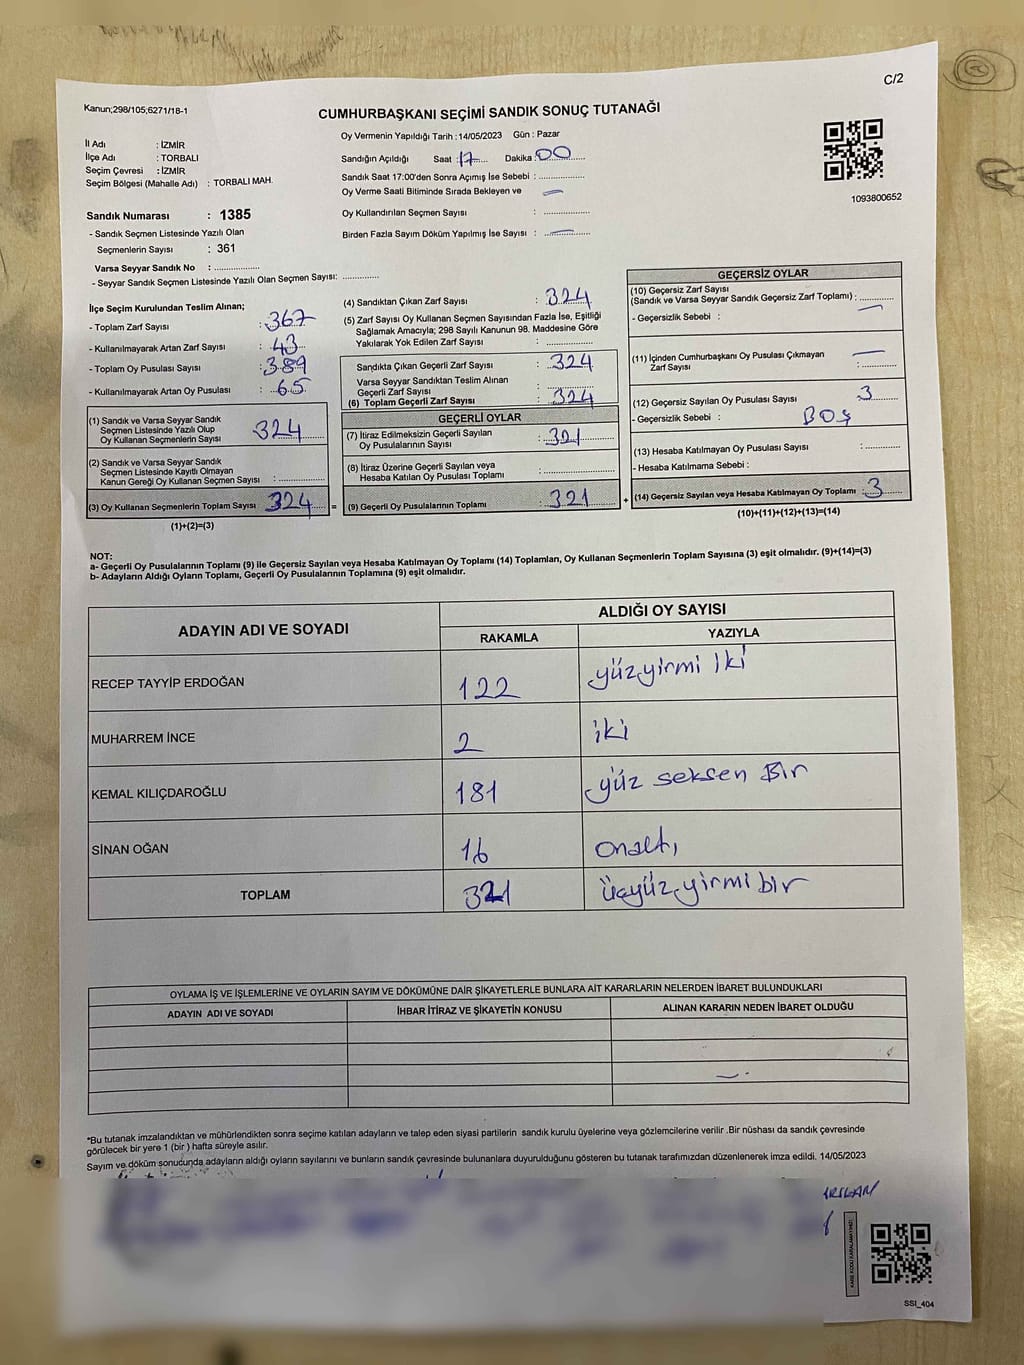 C/2
Kanun;298/105,6271/18-1
CUMHURBAŞKANI SEÇİMİ SANDIK SONUÇ TUTANAĞI
İl Adı : İZMİR
İlçe Adı : TORBALI
Seçim Çevresi : İZMİR
Seçim Bölgesi (Mahalle Adı) : TORBALI MAH.
Oy Vermenin Yapıldığı Tarih : 14/05/2023 Gün : Pazar
Sandığın Açıldığı Saat : 17 Dakika : 00
Sandık Saat 17:00'den Sonra Açmış İse Sebebi :
Oy Verme Saati Bitiminde Sırada Bekleyen ve
Oy Kullandırılan Seçmen Sayısı : —
Birden Fazla Sayım Döküm Yapılmış İse Sayısı : —
1093800652
Sandık Numarası : 1385
- Sandık Seçmen Listesinde Yazılı Olan
Seçmenlerin Sayısı : 361
Varsa Seyyar Sandık No :
- Seyyar Sandık Seçmen Listesinde Yazılı Olan Seçmen Sayısı:
İlçe Seçim Kurulundan Teslim Alınan;
- Toplam Zarf Sayısı : 367
- Kullanılmayarak Artan Zarf Sayısı : 43
- Toplam Oy Pusulası Sayısı : 389
- Kullanılmayarak Artan Oy Pusulası : 65
(1) Sandık ve Varsa Seyyar Sandık
Seçmen Listesinde Yazılı Olup
Oy Kullanan Seçmenlerin Sayısı 324
(2) Sandık ve Varsa Seyyar Sandık
Seçmen Listesinde Kayıtlı Olmayan
Kanun Gereği Oy Kullanan Seçmen Sayısı :
(3) Oy Kullanan Seçmenlerin Toplam Sayısı 324 =
(1)+(2)=(3)
(4) Sandıktan Çıkan Zarf Sayısı : 324
(5) Zarf Sayısı Oy Kullanan Seçmen Sayısından Fazla İse, Eşitliği
Sağlamak Amacıyla; 298 Sayılı Kanunun 98. Maddesine Göre
Yakılarak Yok Edilen Zarf Sayısı :
Sandıkta Çıkan Geçerli Zarf Sayısı : 324
Varsa Seyyar Sandıktan Teslim Alınan
Geçerli Zarf Sayısı :
(6) Toplam Geçerli Zarf Sayısı : 324
GEÇERLİ OYLAR
(7) İtiraz Edilmeksizin Geçerli Sayılan
Oy Pusulalarının Sayısı : 321
(8) İtiraz Üzerine Geçerli Sayılan veya
Hesaba Katılan Oy Pusulası Toplamı :
(9) Geçerli Oy Pusulalarının Toplamı : 321 +
GEÇERSİZ OYLAR
(10) Geçersiz Zarf Sayısı
(Sandık ve Varsa Seyyar Sandık Geçersiz Zarf Toplamı) :
- Geçersizlik Sebebi : —
(11) İçinden Cumhurbaşkanı Oy Pusulası Çıkmayan
Zarf Sayısı : —
(12) Geçersiz Sayılan Oy Pusulası Sayısı : 3
- Geçersizlik Sebebi : BOŞ
(13) Hesaba Katılmayan Oy Pusulası Sayısı :
- Hesaba Katılmama Sebebi :
(14) Geçersiz Sayılan veya Hesaba Katılmayan Oy Toplamı : 3
(10)+(11)+(12)+(13)=(14)
NOT:
a- Geçerli Oy Pusulalarının Toplamı (9) ile Geçersiz Sayılan veya Hesaba Katılmayan Oy Toplamı (14) Toplamları, Oy Kullanan Seçmenlerin Toplam Sayısına (3) eşit olmalıdır. (9)+(14)=(3)
b- Adayların Aldığı Oyların Toplamı, Geçerli Oy Pusulalarının Toplamına (9) eşit olmalıdır.
ADAYIN ADI VE SOYADI ALDIĞI OY SAYISI
RAKAMLA YAZIYLA
RECEP TAYYİP ERDOĞAN 122 yüzyirmi iki
MUHARREM İNCE 2 iki
KEMAL KILIÇDAROĞLU 181 yüz seksen Bir
SİNAN OĞAN 16 onaltı
TOPLAM 321 üçyüzyirmi bir
OYLAMA İŞ VE İŞLEMLERİNE VE OYLARIN SAYIM VE DÖKÜMÜNE DAİR ŞİKAYETLERLE BUNLARA AİT KARARLARIN NELERDEN İBARET BULUNDUKLARI
ADAYIN ADI VE SOYADI İHBAR İTİRAZ VE ŞİKAYETİN KONUSU ALINAN KARARIN NEDEN İBARET OLDUĞU
*Bu tutanak imzalandıktan ve mühürlendikten sonra seçime katılan adayların ve talep eden siyasi partilerin sandık kurulu üyelerine veya gözlemcilerine verilir .Bir nüshası da sandık çevresinde
görülecek bir yere 1 (bir ) hafta süreyle asılır.
Sayım ve döküm sonucunda adayların aldığı oyların sayılarını ve bunların sandık çevresinde bulunanlara duyurulduğunu gösteren bu tutanak tarafımızdan düzenlenerek imza edildi. 14/05/2023
KARE KODU KARALAMAYINIZ!
SSI_404